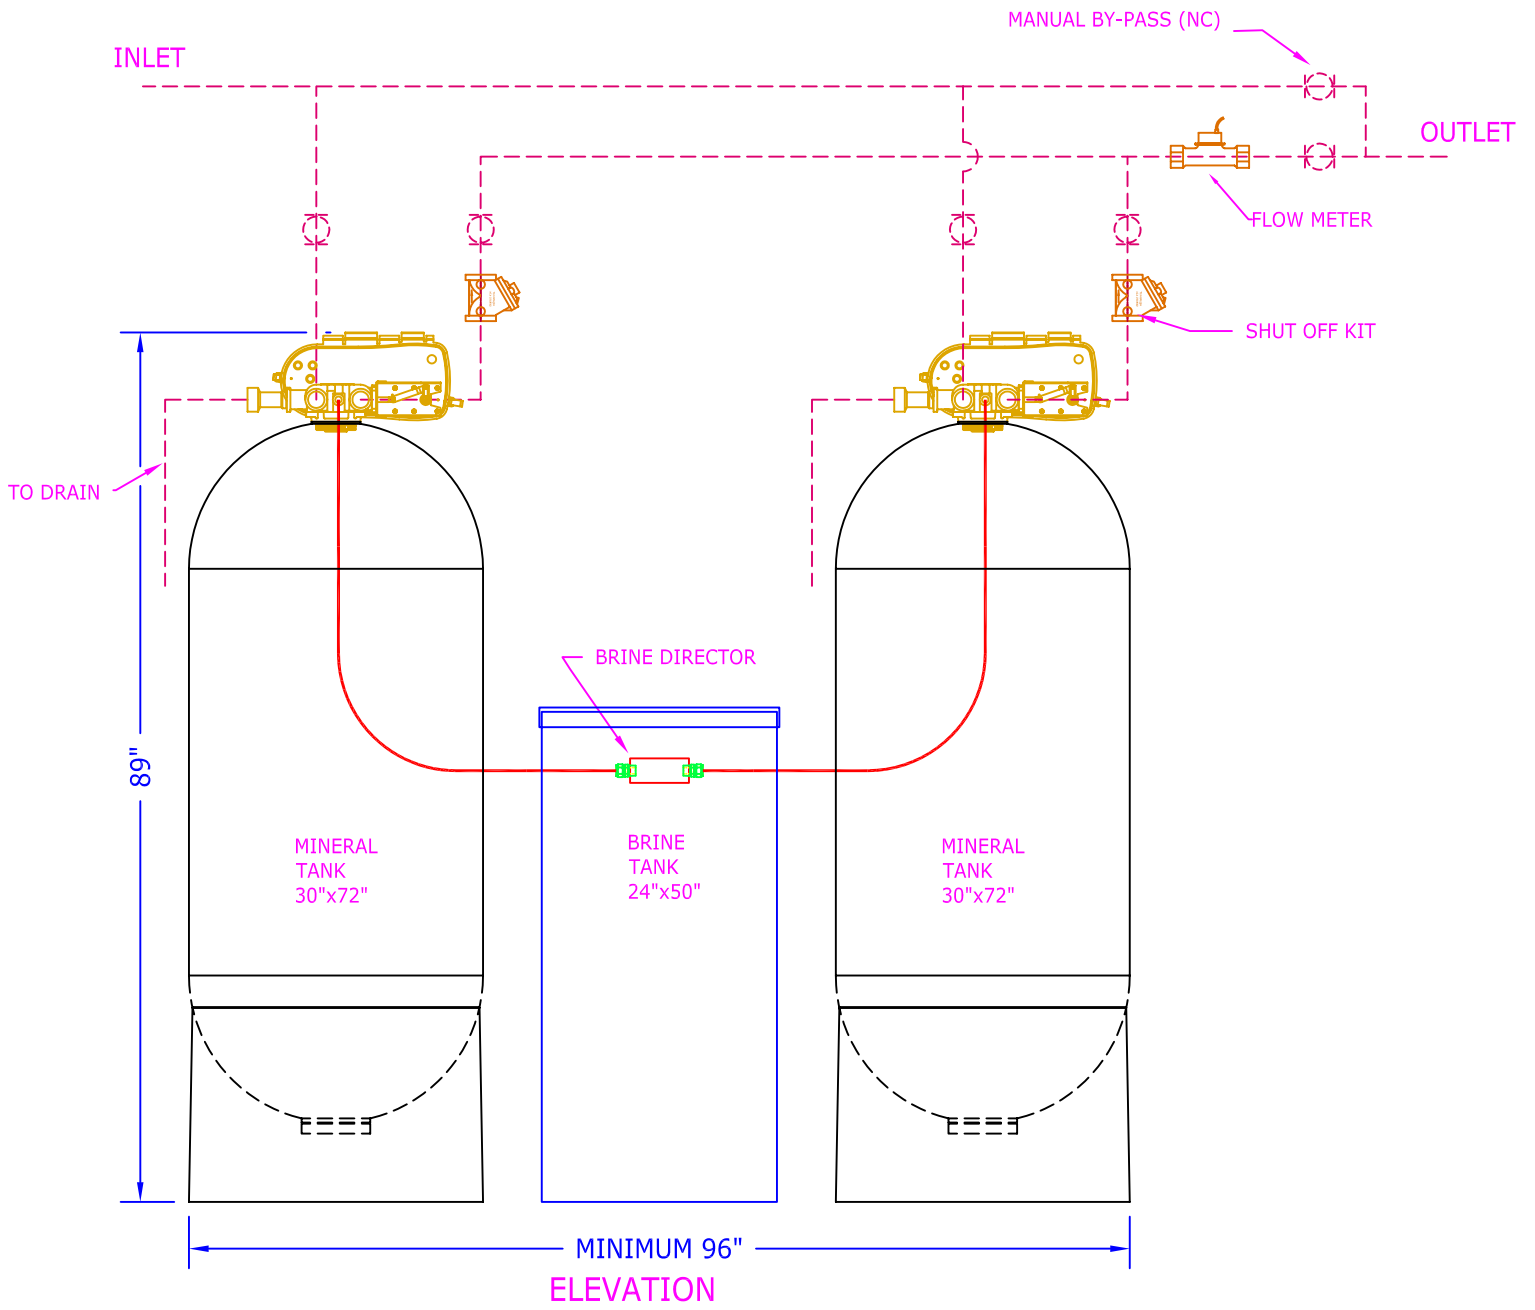 MANUAL BY-PASS (NC)
INLET
OUTLET
FLOW METER
SHUT OFF KIT
TO DRAIN
BRINE DIRECTOR
89"
MINERAL
TANK
30"x72"
BRINE
TANK
24"x50"
MINERAL
TANK
30"x72"
MINIMUM 96"
ELEVATION